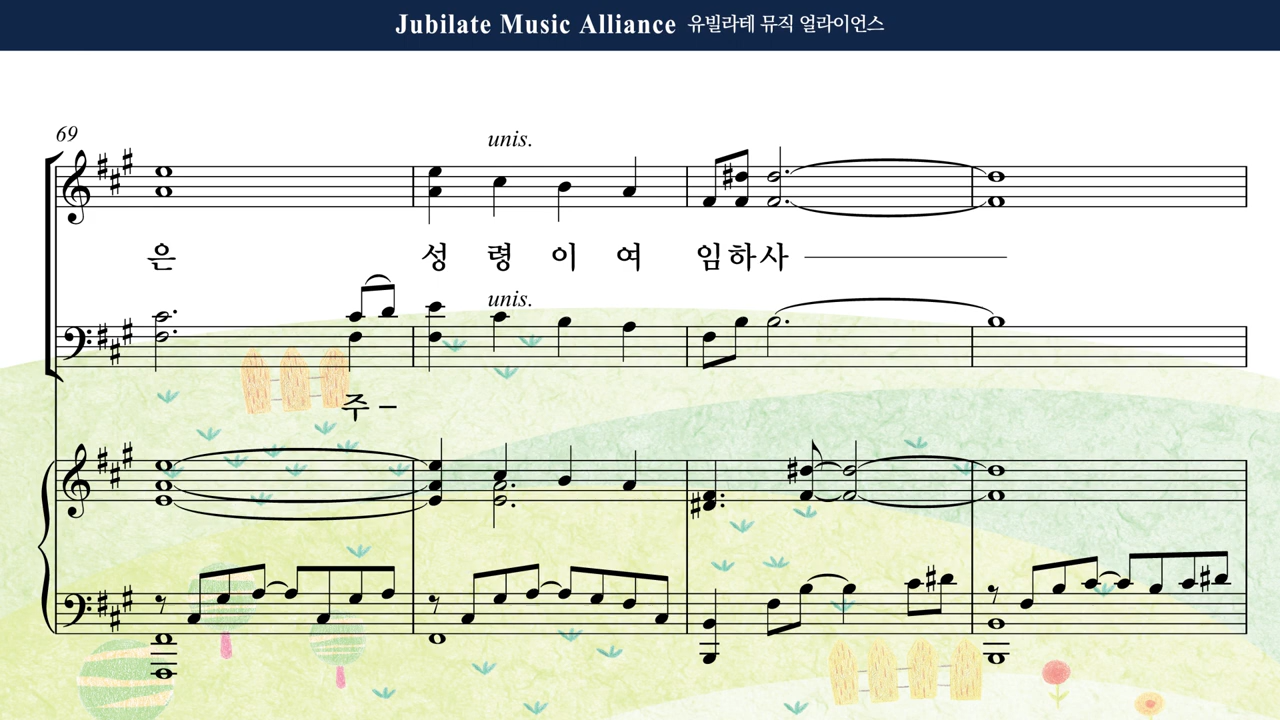 Jubilate Music Alliance 유빌라테 뮤직 얼라이언스
69
unis.
은 성 령 이 여 임하사
unis.
주 –